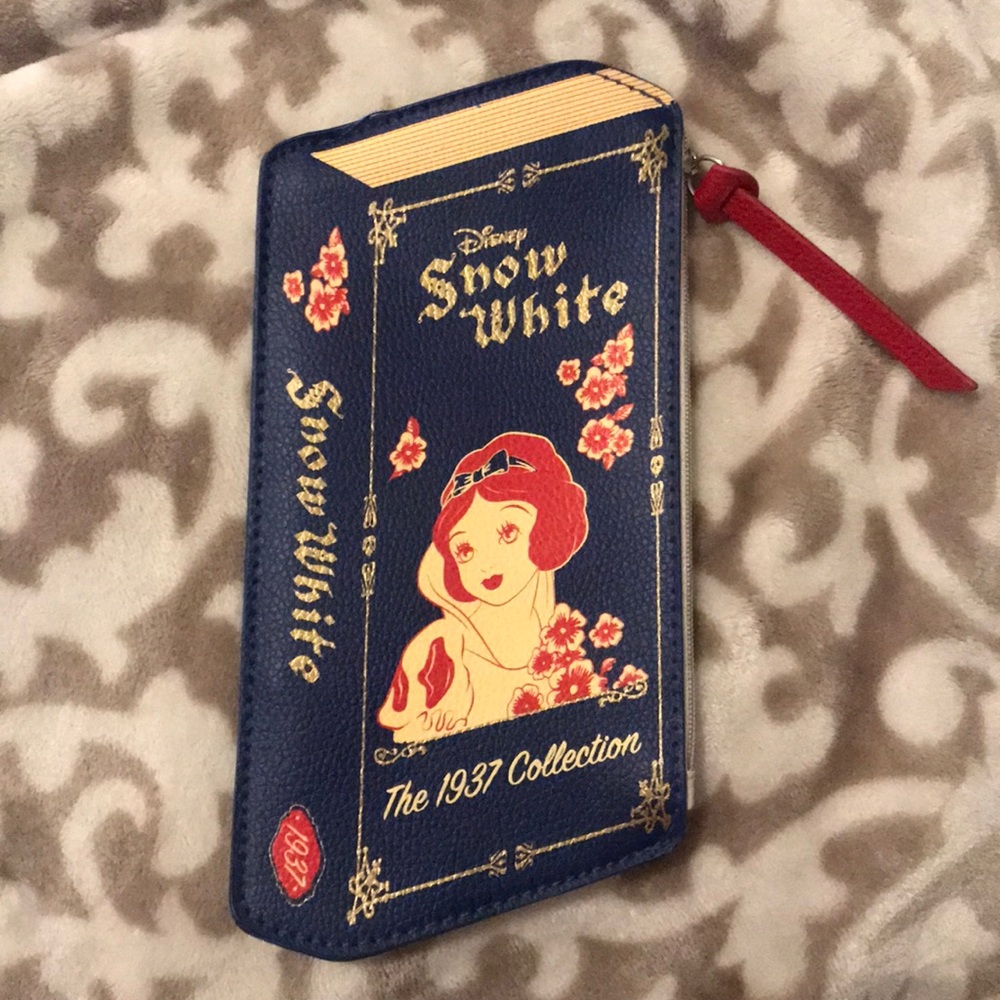 Disney
Snow
White
The 1937 Collection
Snow White
1937